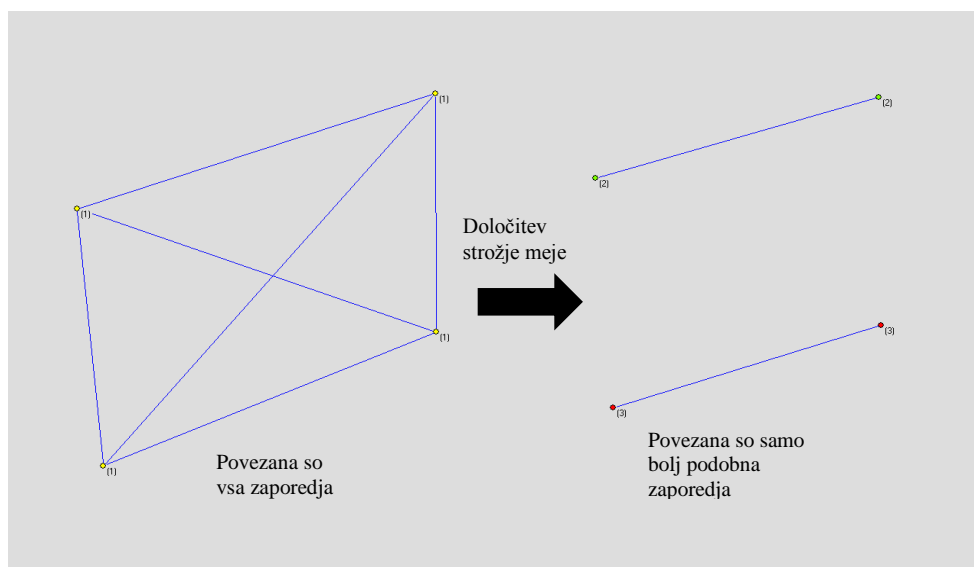 (1)
(2)
(2)
(1)
Določitev
strožje meje
(1)
(3)
(3)
(1)
Povezana so
vsa zaporedja
Povezana so samo
bolj podobna
zaporedja